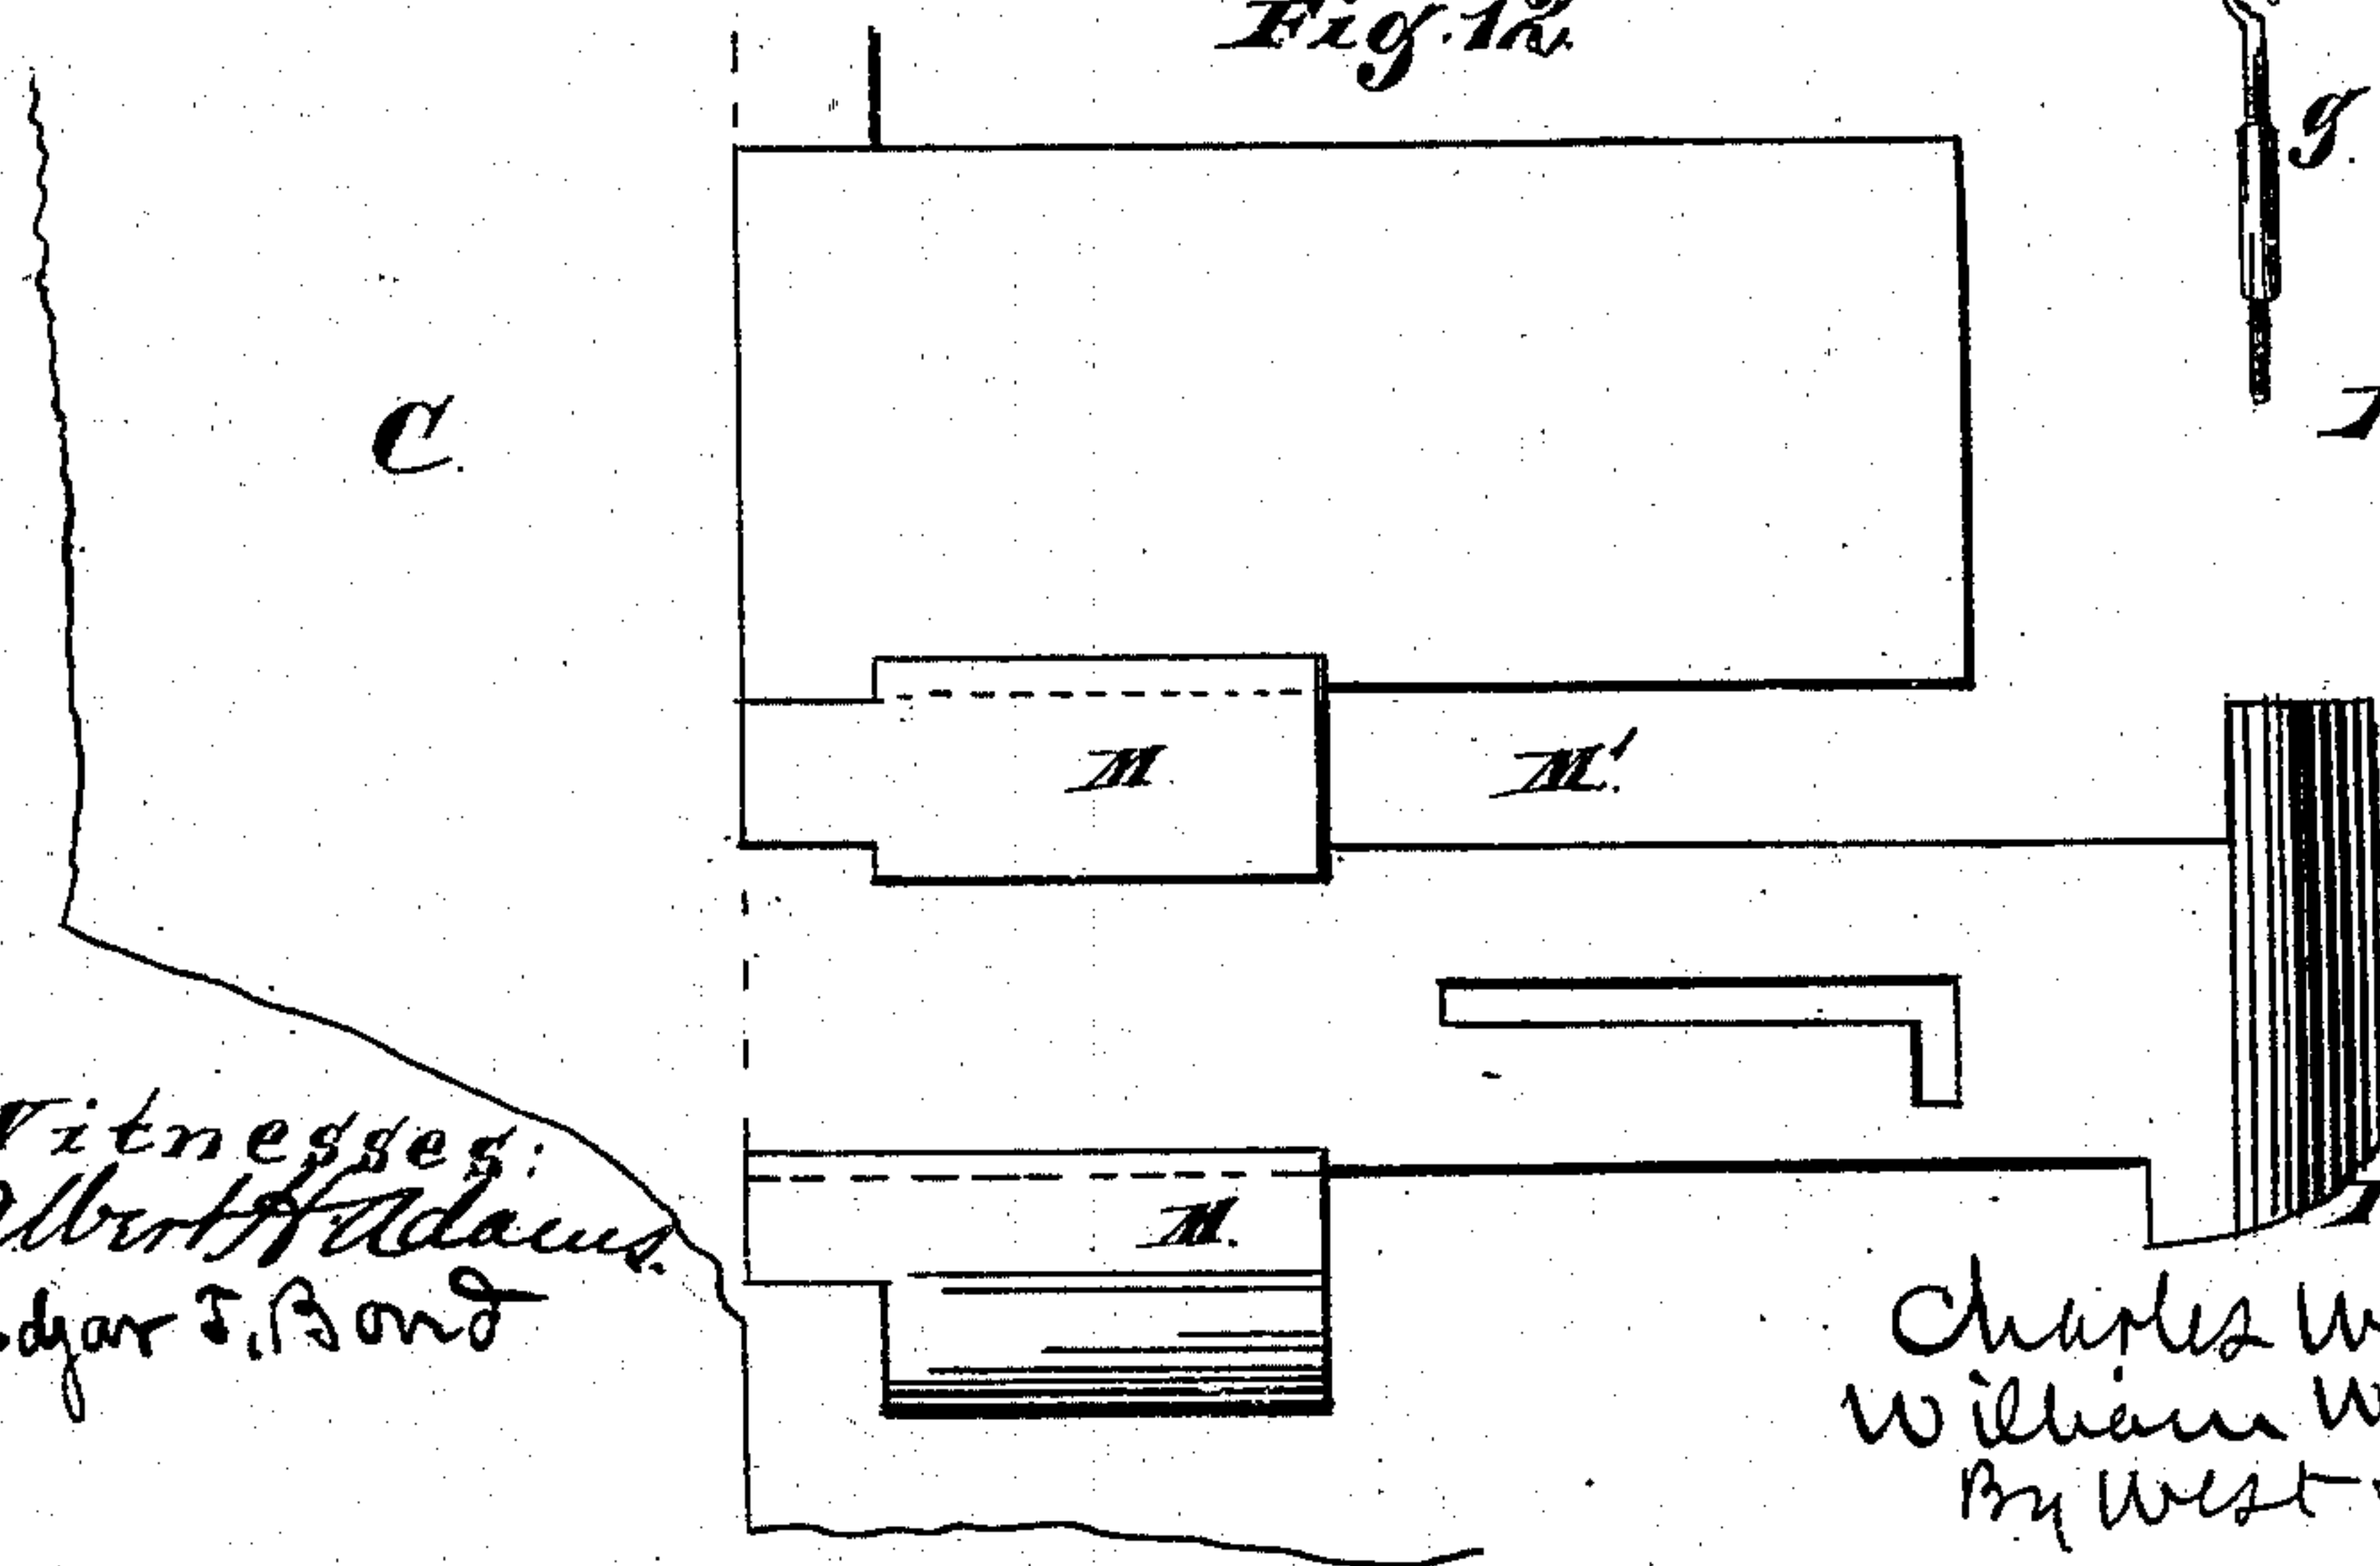 Fig. 12
g.
C.
M.
M'.
M.
Witnesses:
Albert H. Adams.
Edgar T. Bond
Charles W
William W
By West